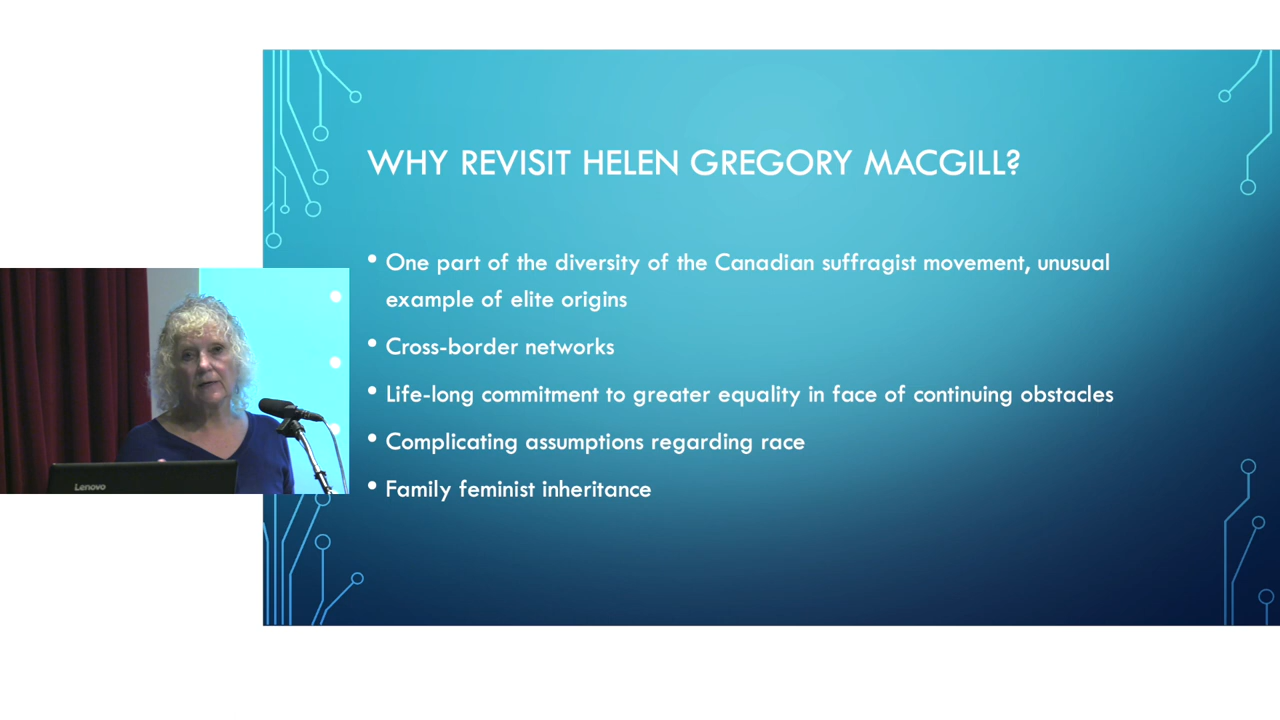 WHY REVISIT HELEN GREGORY MACGILL?
• One part of the diversity of the Canadian suffragist movement, unusual
example of elite origins
• Cross-border networks
• Life-long commitment to greater equality in face of continuing obstacles
• Complicating assumptions regarding race
• Family feminist inheritance
Lenovo